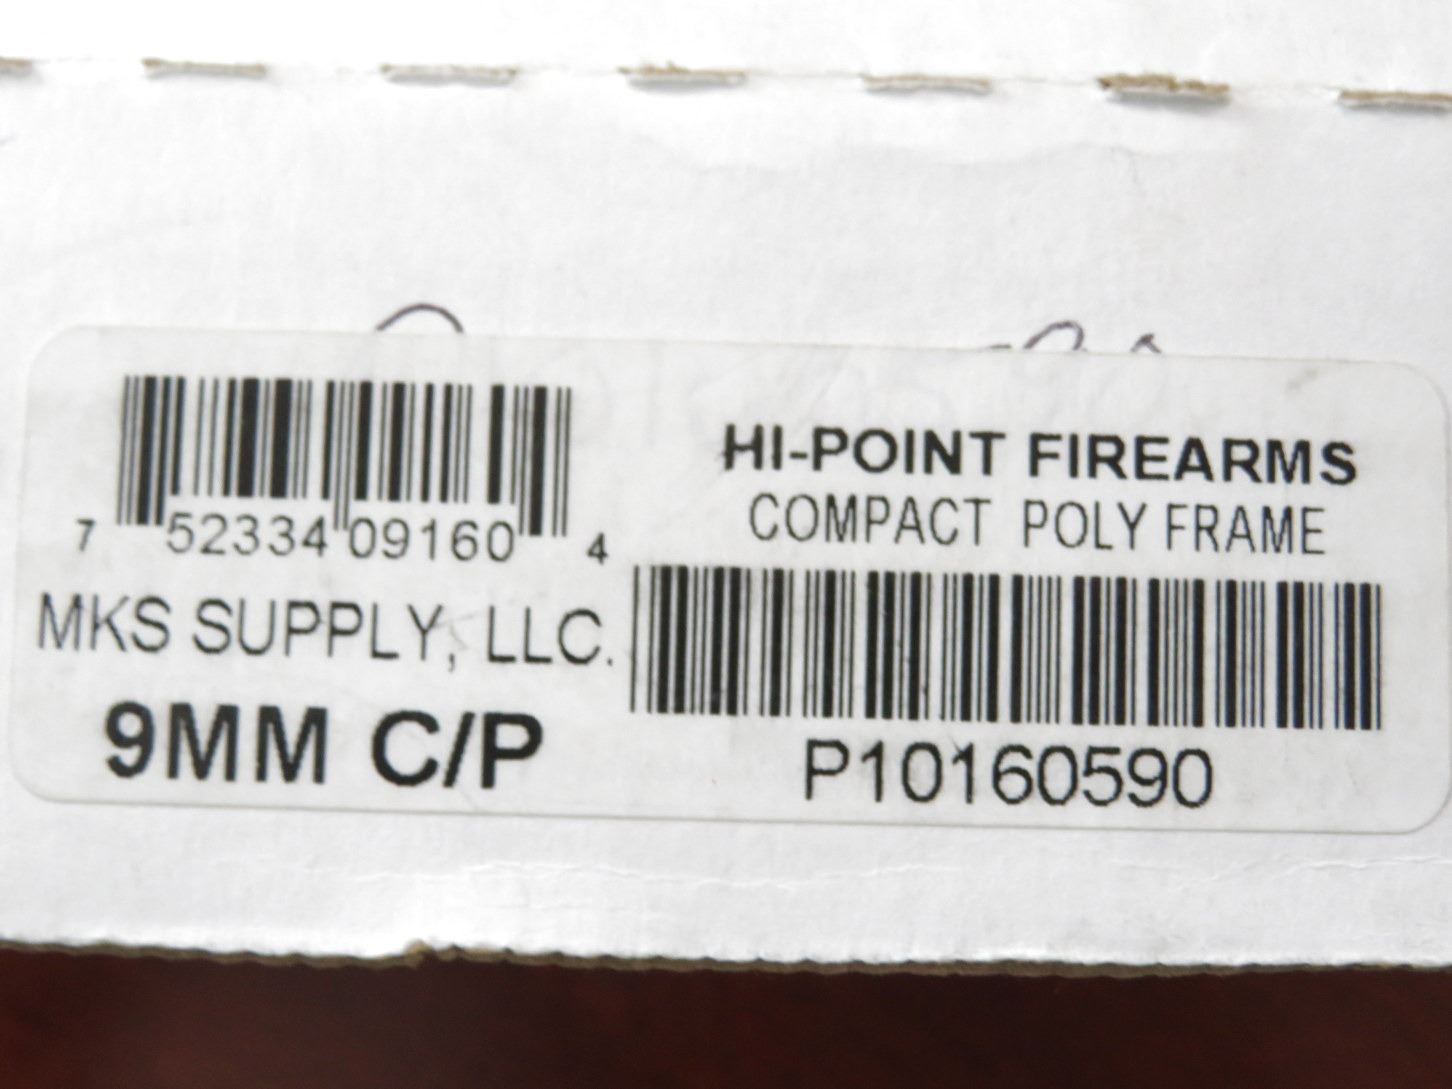 7 52334 09160 4
MKS SUPPLY, LLC.
9MM C/P
HI-POINT FIREARMS
COMPACT POLY FRAME
P10160590